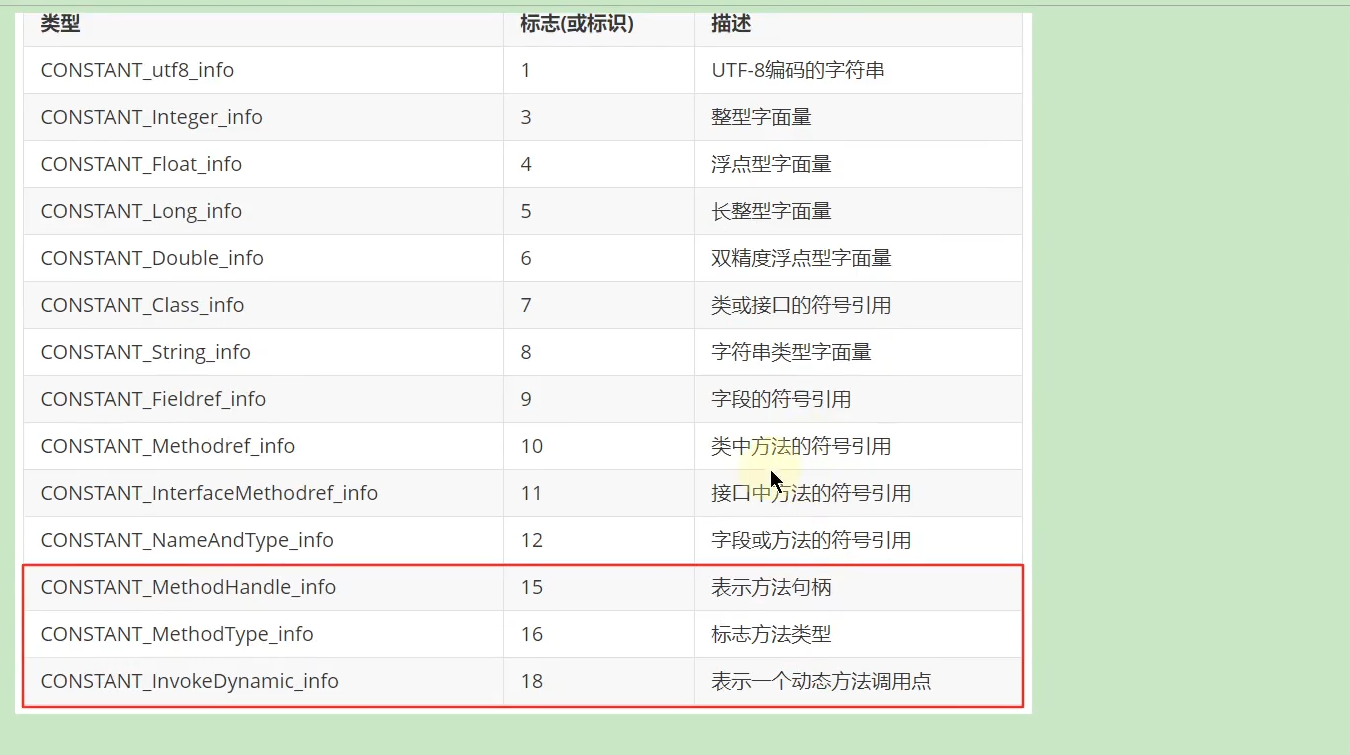 类型 标志(或标识) 描述
CONSTANT_utf8_info 1 UTF-8编码的字符串
CONSTANT_Integer_info 3 整型字面量
CONSTANT_Float_info 4 浮点型字面量
CONSTANT_Long_info 5 长整型字面量
CONSTANT_Double_info 6 双精度浮点型字面量
CONSTANT_Class_info 7 类或接口的符号引用
CONSTANT_String_info 8 字符串类型字面量
CONSTANT_Fieldref_info 9 字段的符号引用
CONSTANT_Methodref_info 10 类中方法的符号引用
CONSTANT_InterfaceMethodref_info 11 接口中方法的符号引用
CONSTANT_NameAndType_info 12 字段或方法的符号引用
CONSTANT_MethodHandle_info 15 表示方法句柄
CONSTANT_MethodType_info 16 标志方法类型
CONSTANT_InvokeDynamic_info 18 表示一个动态方法调用点